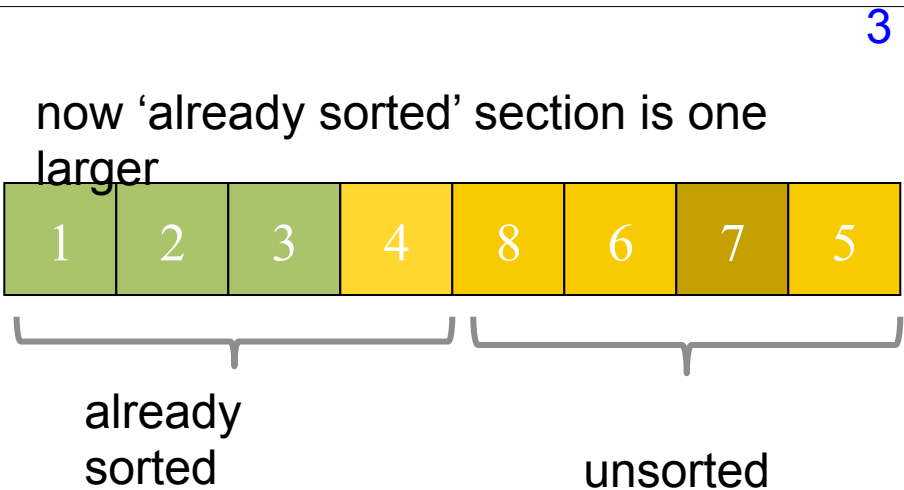 3
now ‘already sorted’ section is one
larger
1 2 3 4 8 6 7 5
already
sorted
unsorted